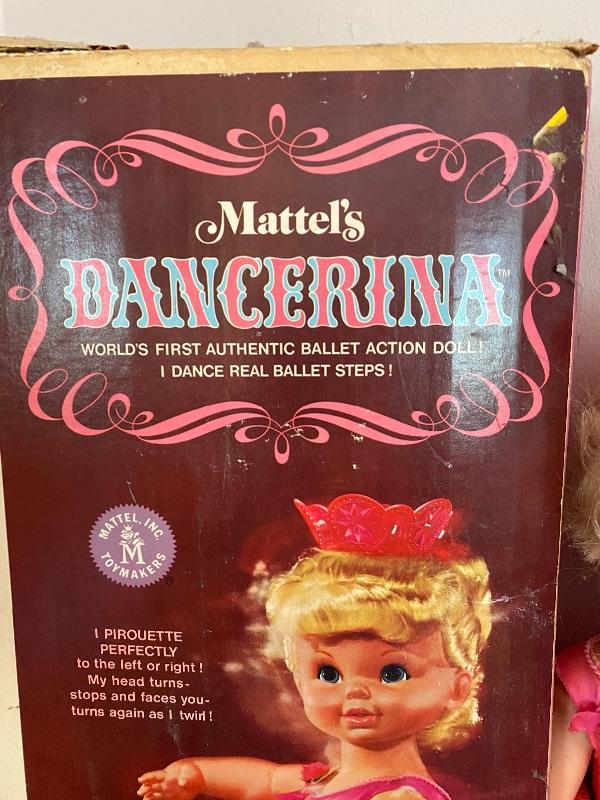 Mattel's
DANCERINA™
WORLD'S FIRST AUTHENTIC BALLET ACTION DOLL!
I DANCE REAL BALLET STEPS!
MATTEL, INC.
M
TOYMAKERS
®
I PIROUETTE
PERFECTLY
to the left or right!
My head turns-
stops and faces you-
turns again as I twirl!